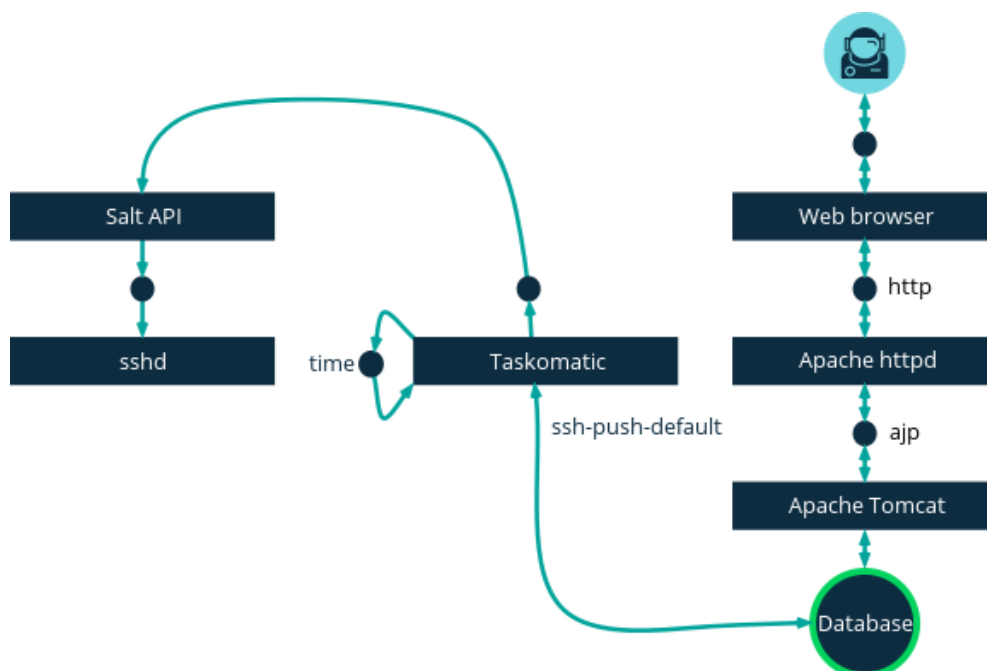 Salt API
Web browser
http
sshd
time
Taskomatic
Apache httpd
ssh-push-default
ajp
Apache Tomcat
Database